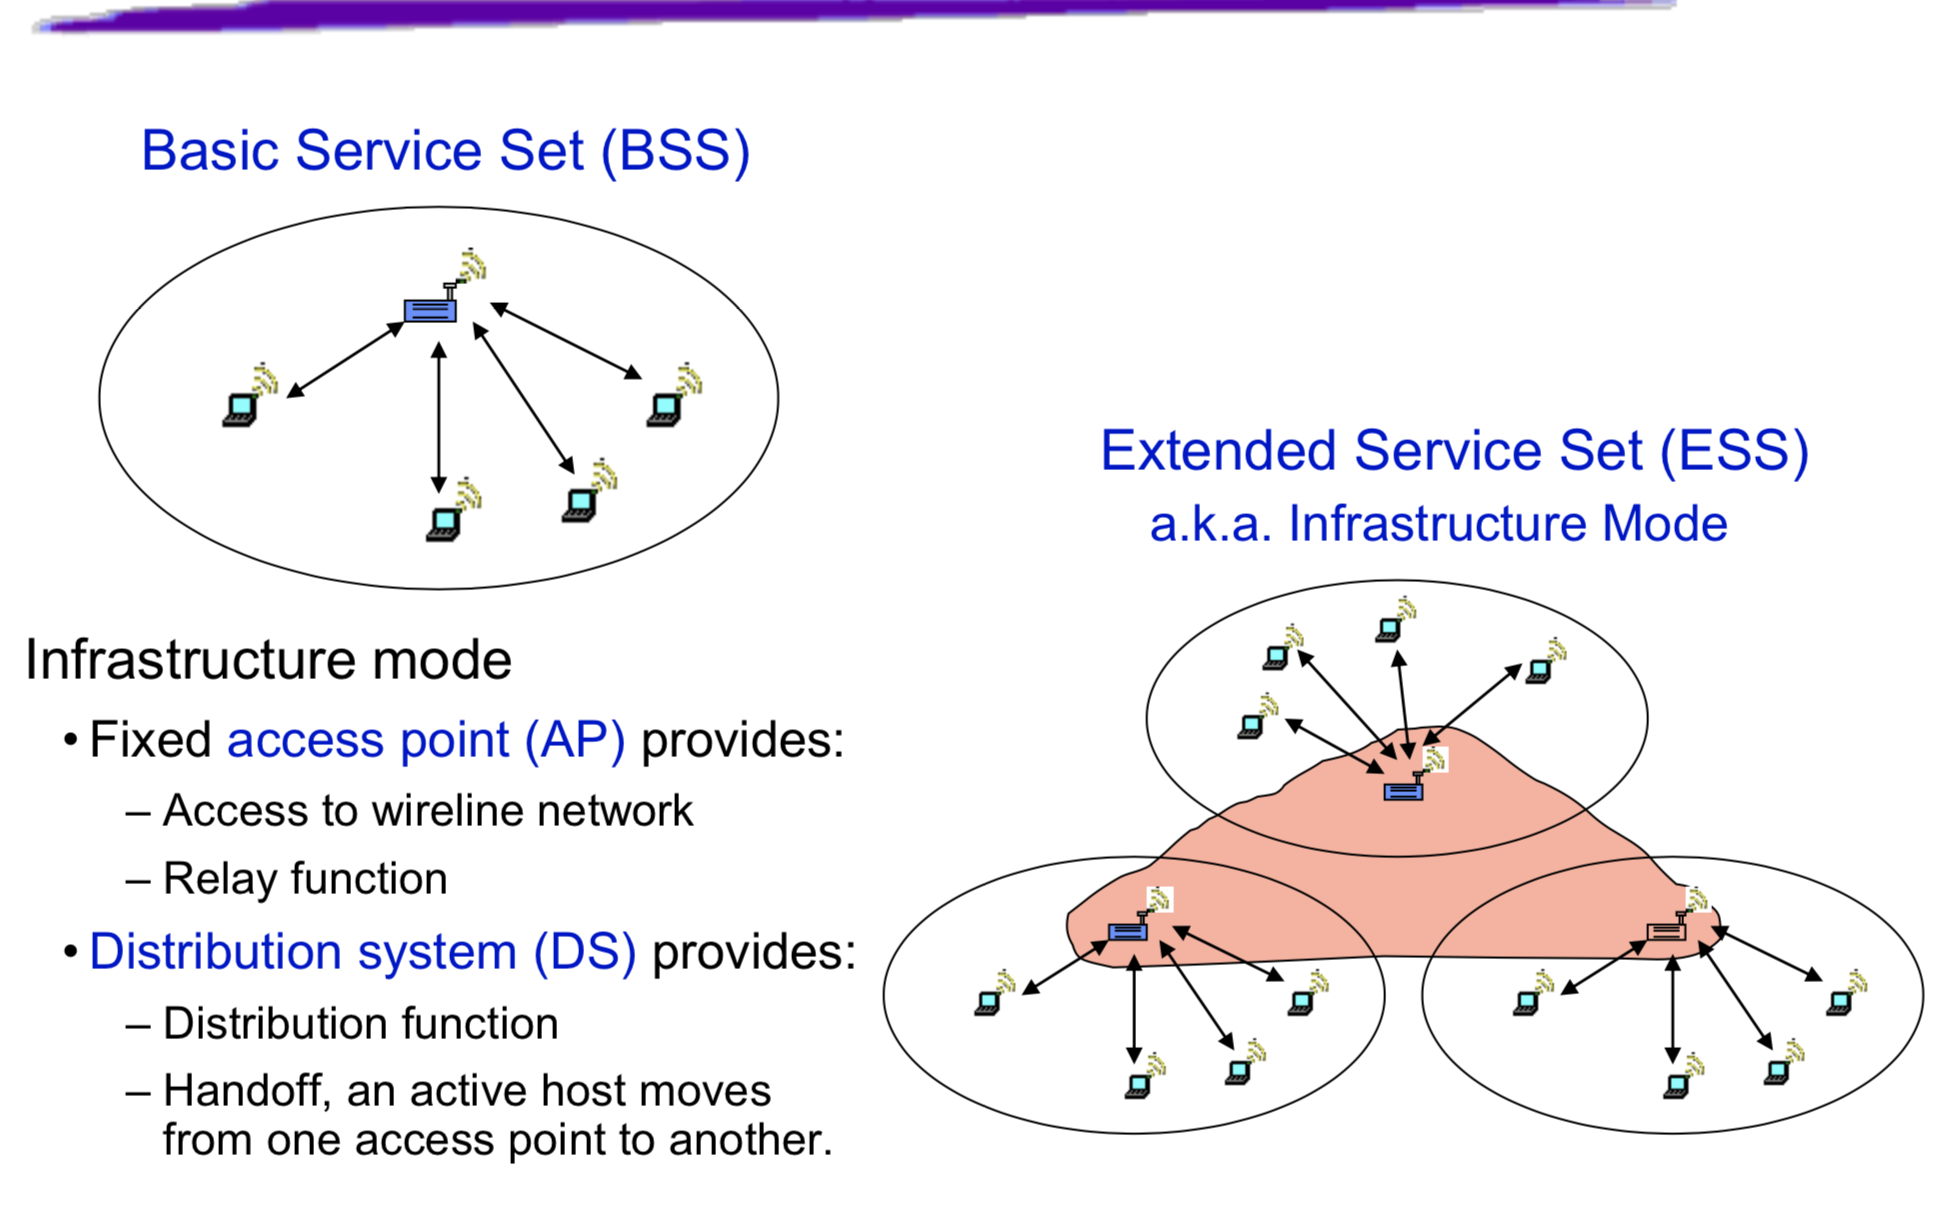 Basic Service Set (BSS)
Extended Service Set (ESS)
a.k.a. Infrastructure Mode
Infrastructure mode
• Fixed access point (AP) provides:
– Access to wireline network
– Relay function
• Distribution system (DS) provides:
– Distribution function
– Handoff, an active host moves
from one access point to another.